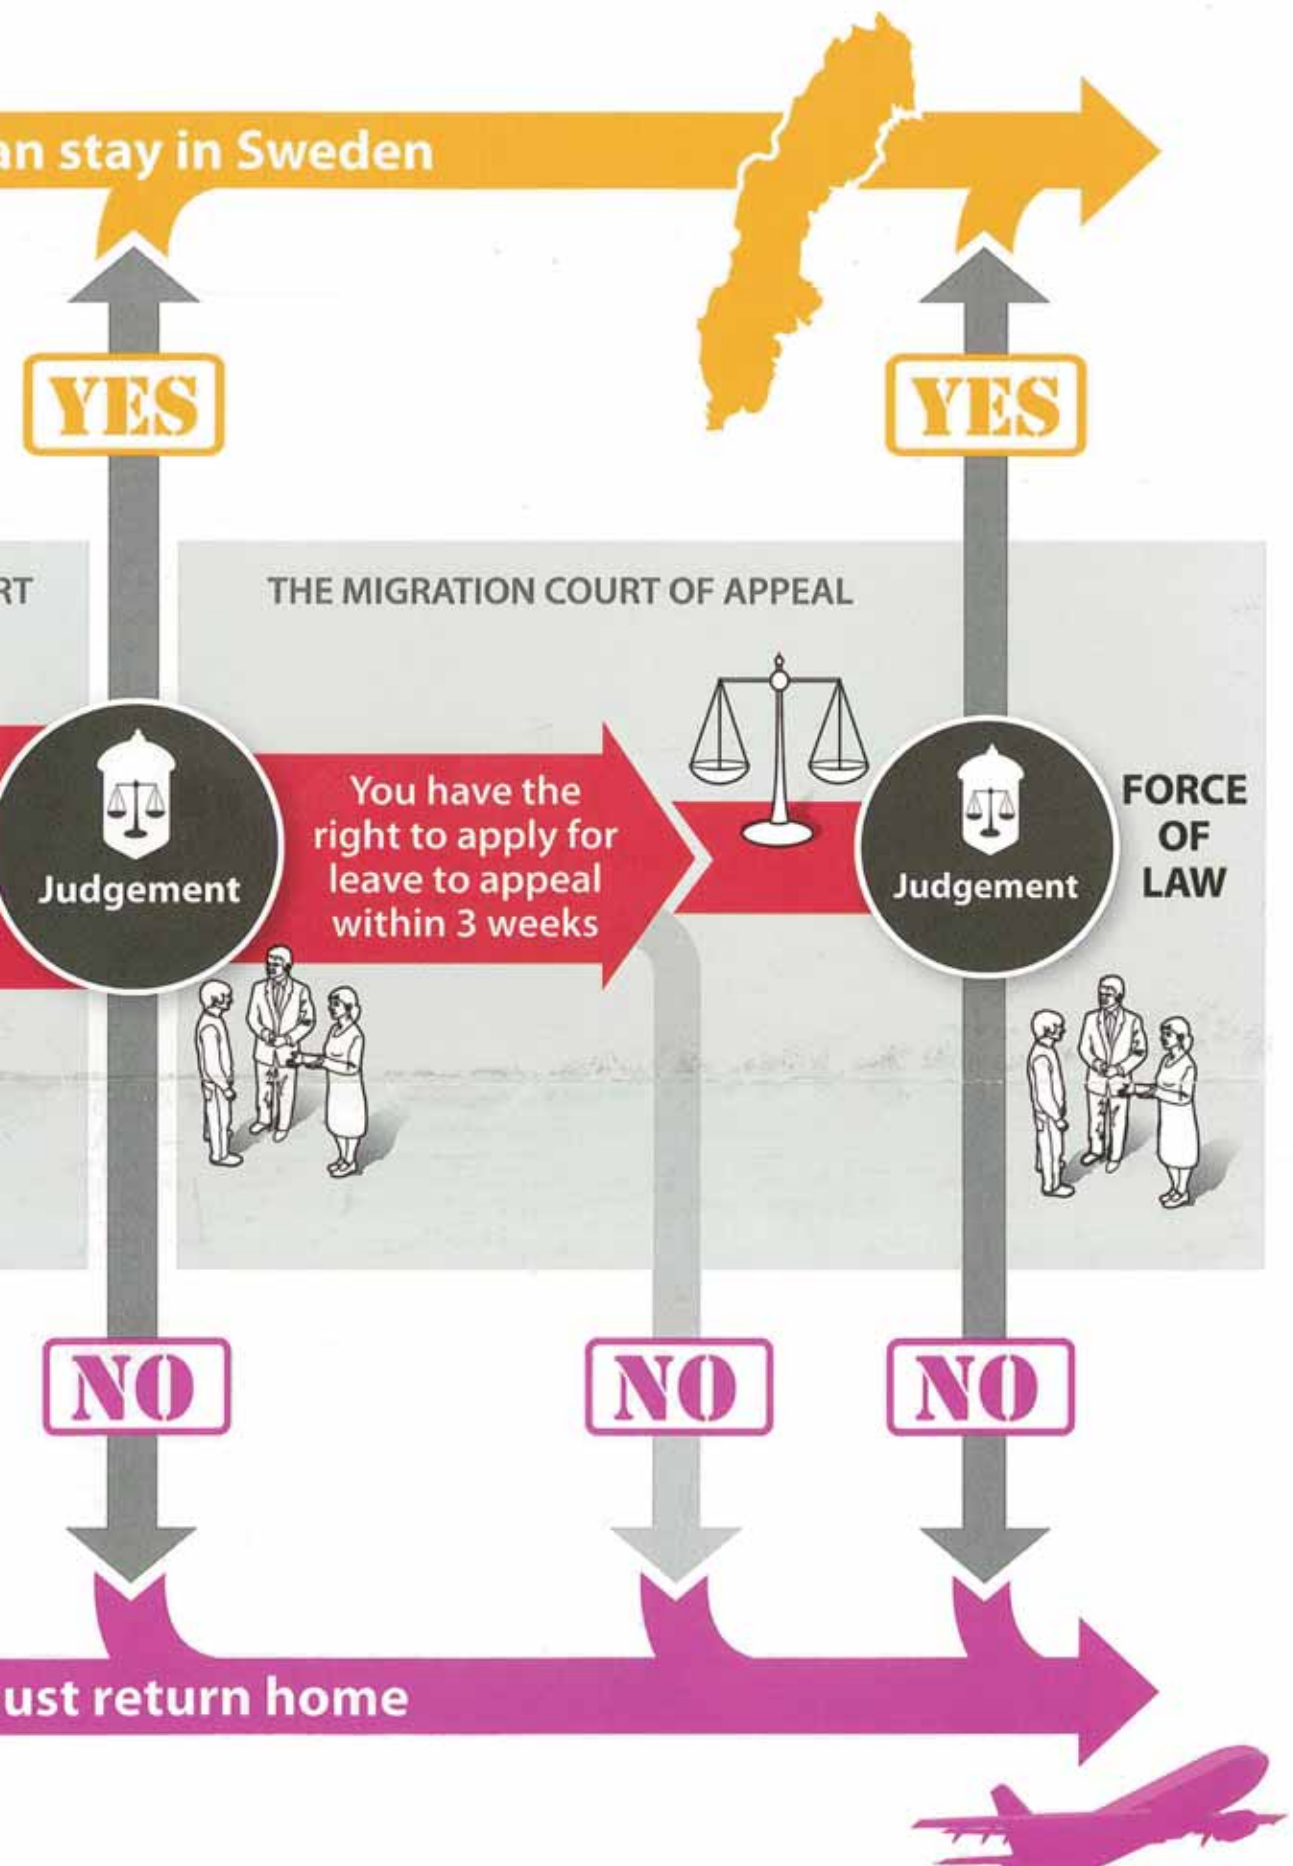 an stay in Sweden
YES
YES
RT
THE MIGRATION COURT OF APPEAL
Judgement
You have the
right to apply for
leave to appeal
within 3 weeks
Judgement
FORCE
OF
LAW
NO
NO
NO
ust return home